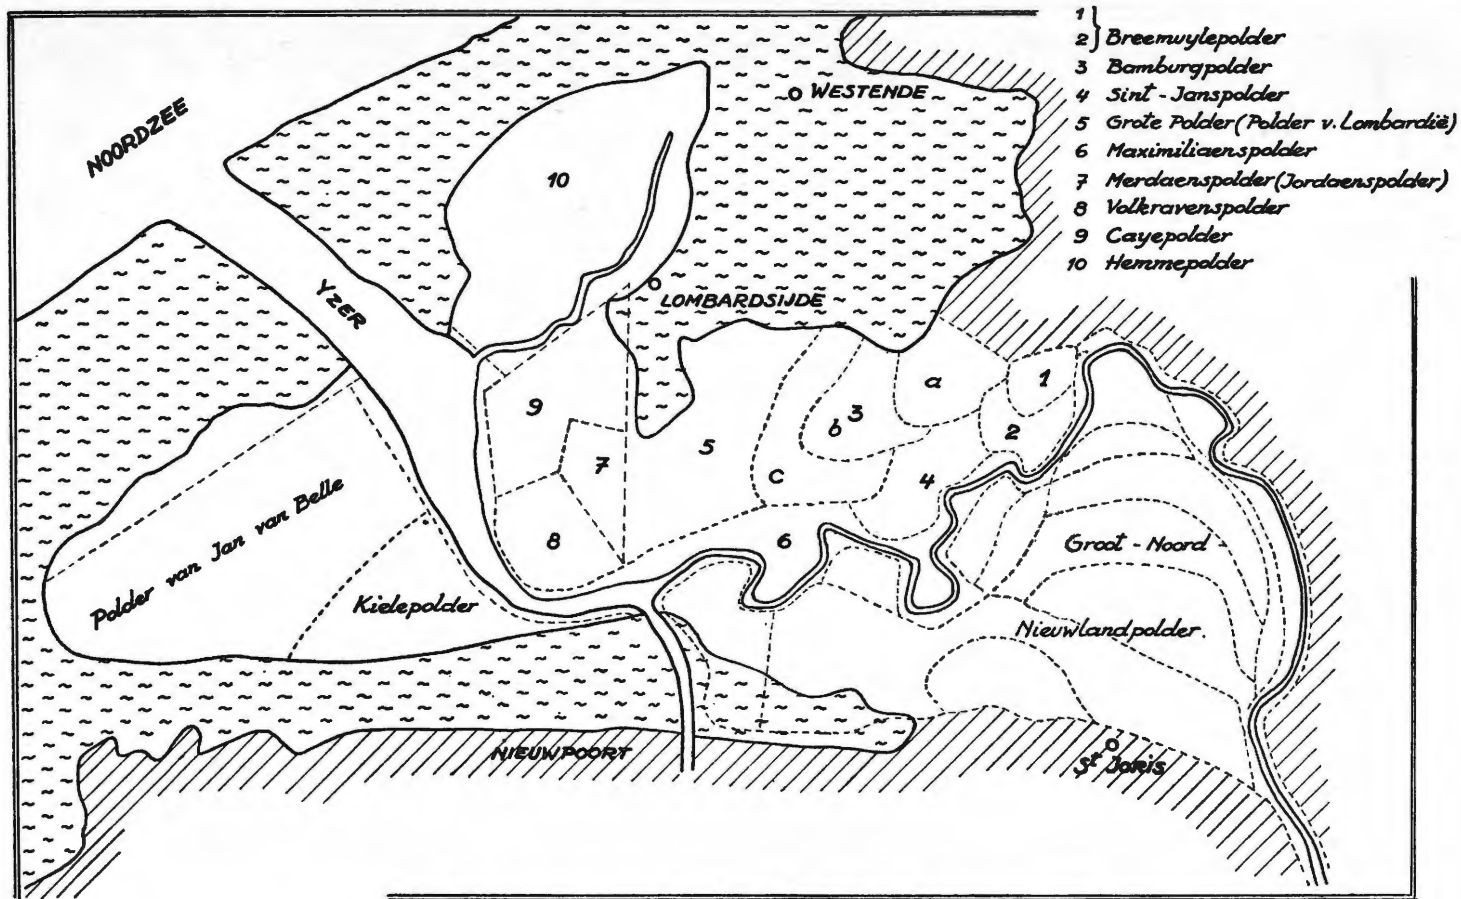 1
2 } Breemvylepolder
3 Bamburgpolder
4 Sint-Janspolder
5 Grote Polder (Polder v. Lombardië)
6 Maximiliaenspolder
7 Merdaenspolder (Jordaenspolder)
8 Volkravenspolder
9 Cayepolder
10 Hemmepolder
NOORDZEE
WESTENDE
10
YZER
LOMBARDSIJDE
a
1
9
3
b
2
7
5
c
4
8
6
Groot - Noord -
Polder van Jan van Belle
Kielepolder
Nieuwlandpolder.
NIEUWPOORT
St Joris